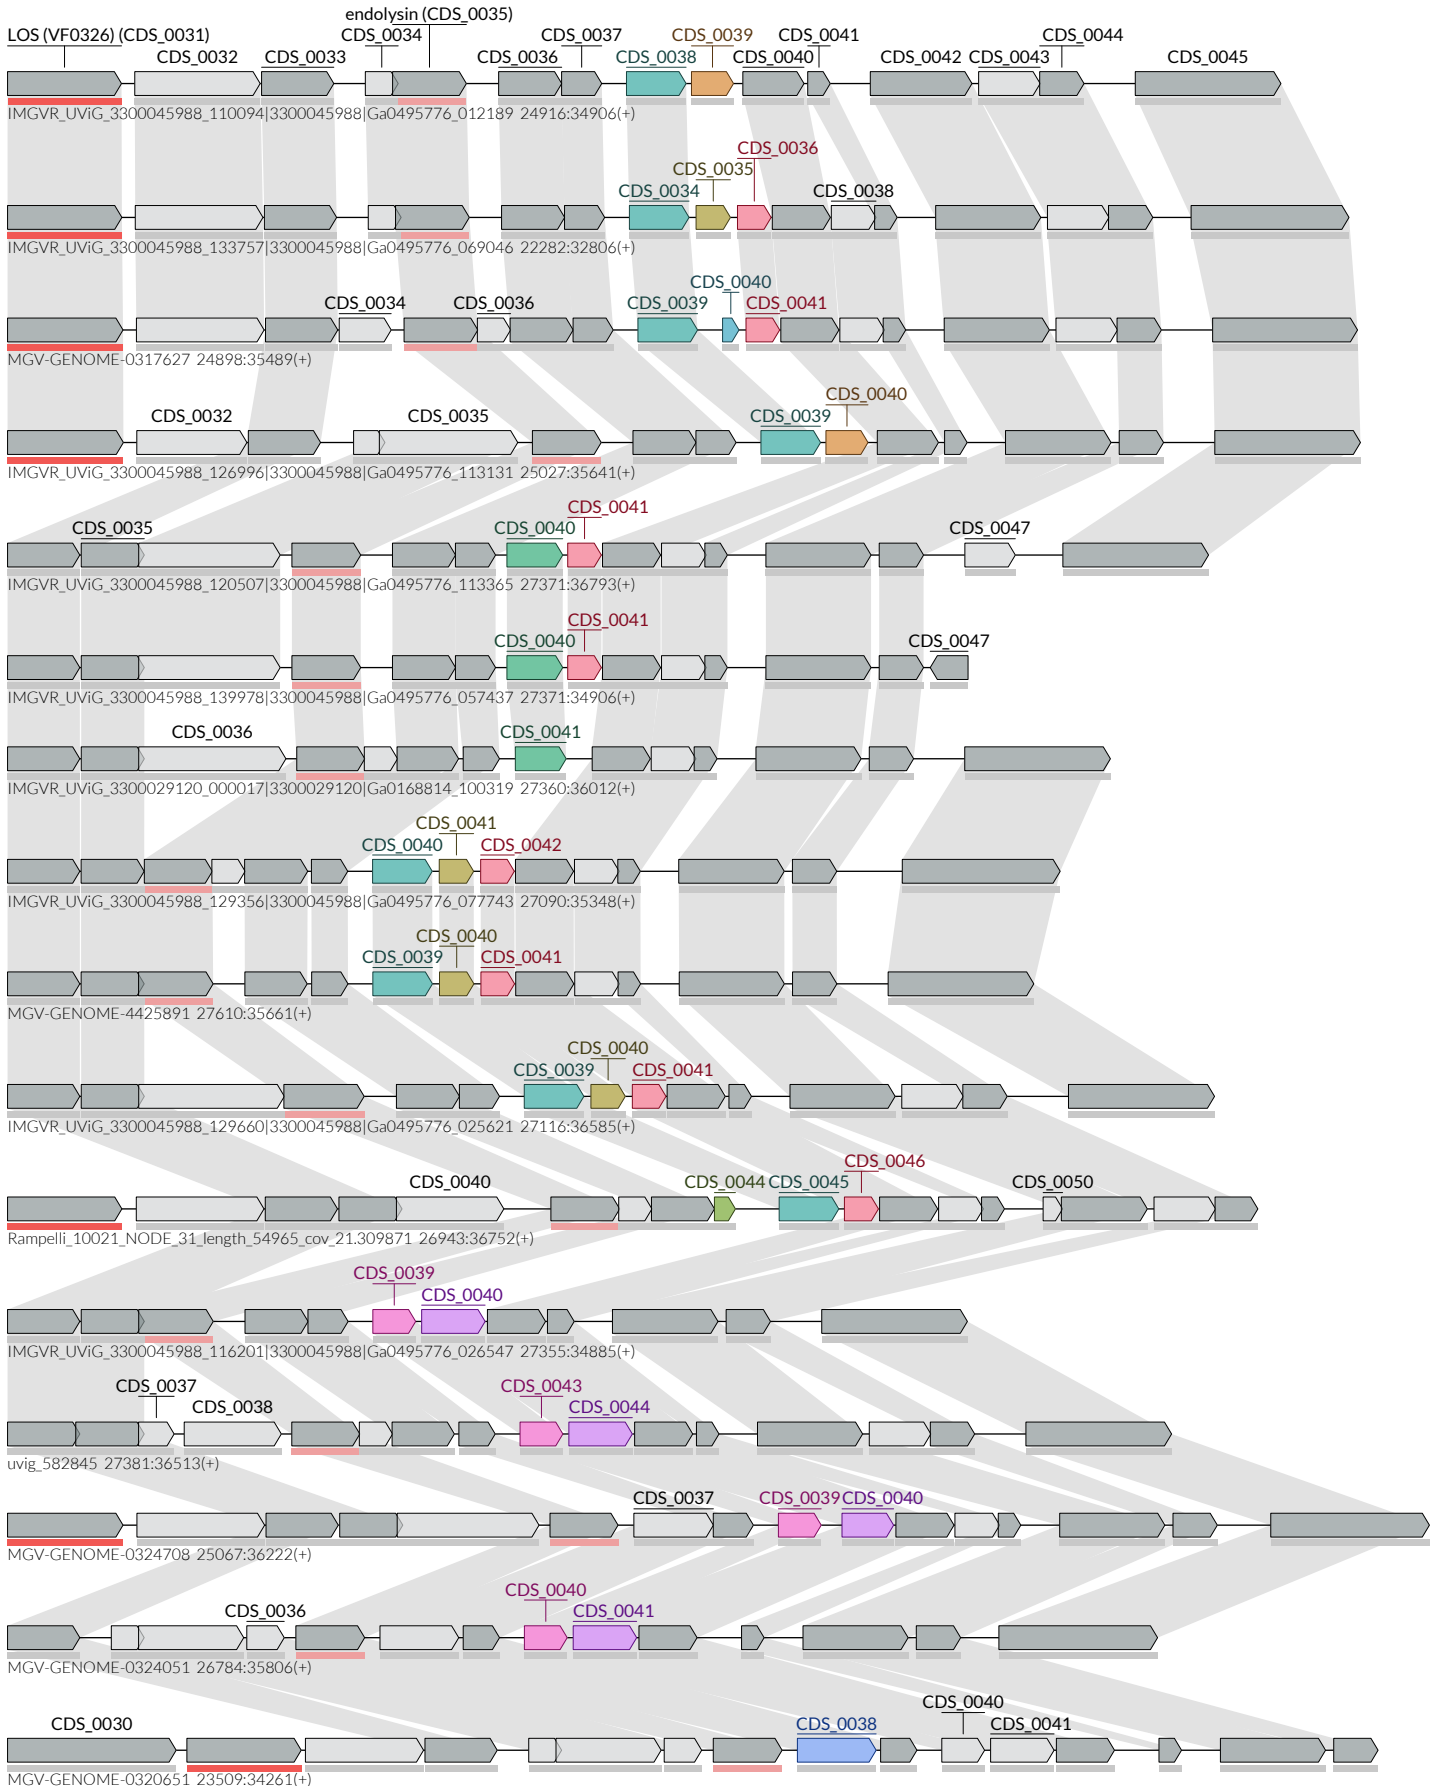 endolysin (CDS_0035)
LOS (VF0326) (CDS_0031) CDS_0034 CDS_0037 CDS_0039 CDS_0041 CDS_0044
CDS_0032 CDS_0033 CDS_0036 CDS_0038 CDS_0040 CDS_0042 CDS_0043 CDS_0045
IMGVR_UViG_3300045988_110094|3300045988|Ga0495776_012189 24916:34906(+)
CDS_0036
CDS_0035
CDS_0034 CDS_0038
IMGVR_UViG_3300045988_133757|3300045988|Ga0495776_069046 22282:32806(+)
CDS_0040
CDS_0034 CDS_0036 CDS_0039 CDS_0041
MGV-GENOME-0317627 24898:35489(+)
CDS_0040
CDS_0032 CDS_0035 CDS_0039
IMGVR_UViG_3300045988_126996|3300045988|Ga0495776_113131 25027:35641(+)
CDS_0041
CDS_0035 CDS_0040 CDS_0047
IMGVR_UViG_3300045988_120507|3300045988|Ga0495776_113365 27371:36793(+)
CDS_0041
CDS_0040 CDS_0047
IMGVR_UViG_3300045988_139978|3300045988|Ga0495776_057437 27371:34906(+)
CDS_0036 CDS_0041
IMGVR_UViG_3300029120_000017|3300029120|Ga0168814_100319 27360:36012(+)
CDS_0041
CDS_0040 CDS_0042
IMGVR_UViG_3300045988_129356|3300045988|Ga0495776_077743 27090:35348(+)
CDS_0040
CDS_0039 CDS_0041
MGV-GENOME-4425891 27610:35661(+)
CDS_0040
CDS_0039 CDS_0041
IMGVR_UViG_3300045988_129660|3300045988|Ga0495776_025621 27116:36585(+)
CDS_0046
CDS_0040 CDS_0044 CDS_0045 CDS_0050
Rampelli_10021_NODE_31_length_54965_cov_21.309871 26943:36752(+)
CDS_0039
CDS_0040
IMGVR_UViG_3300045988_116201|3300045988|Ga0495776_026547 27355:34885(+)
CDS_0037 CDS_0043
CDS_0038 CDS_0044
uvig_582845 27381:36513(+)
CDS_0037 CDS_0039 CDS_0040
MGV-GENOME-0324708 25067:36222(+)
CDS_0040
CDS_0036 CDS_0041
MGV-GENOME-0324051 26784:35806(+)
CDS_0040
CDS_0030 CDS_0038 CDS_0041
MGV-GENOME-0320651 23509:34261(+)